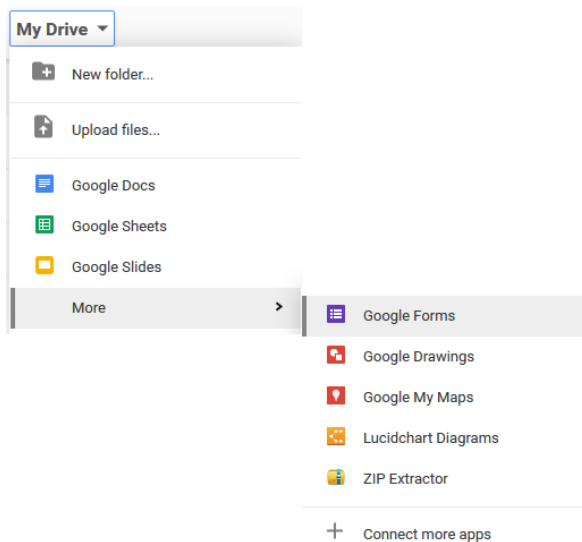 My Drive
New folder...
Upload files...
Google Docs
Google Sheets
Google Slides
More
Google Forms
Google Drawings
Google My Maps
Lucidchart Diagrams
ZIP Extractor
Connect more apps